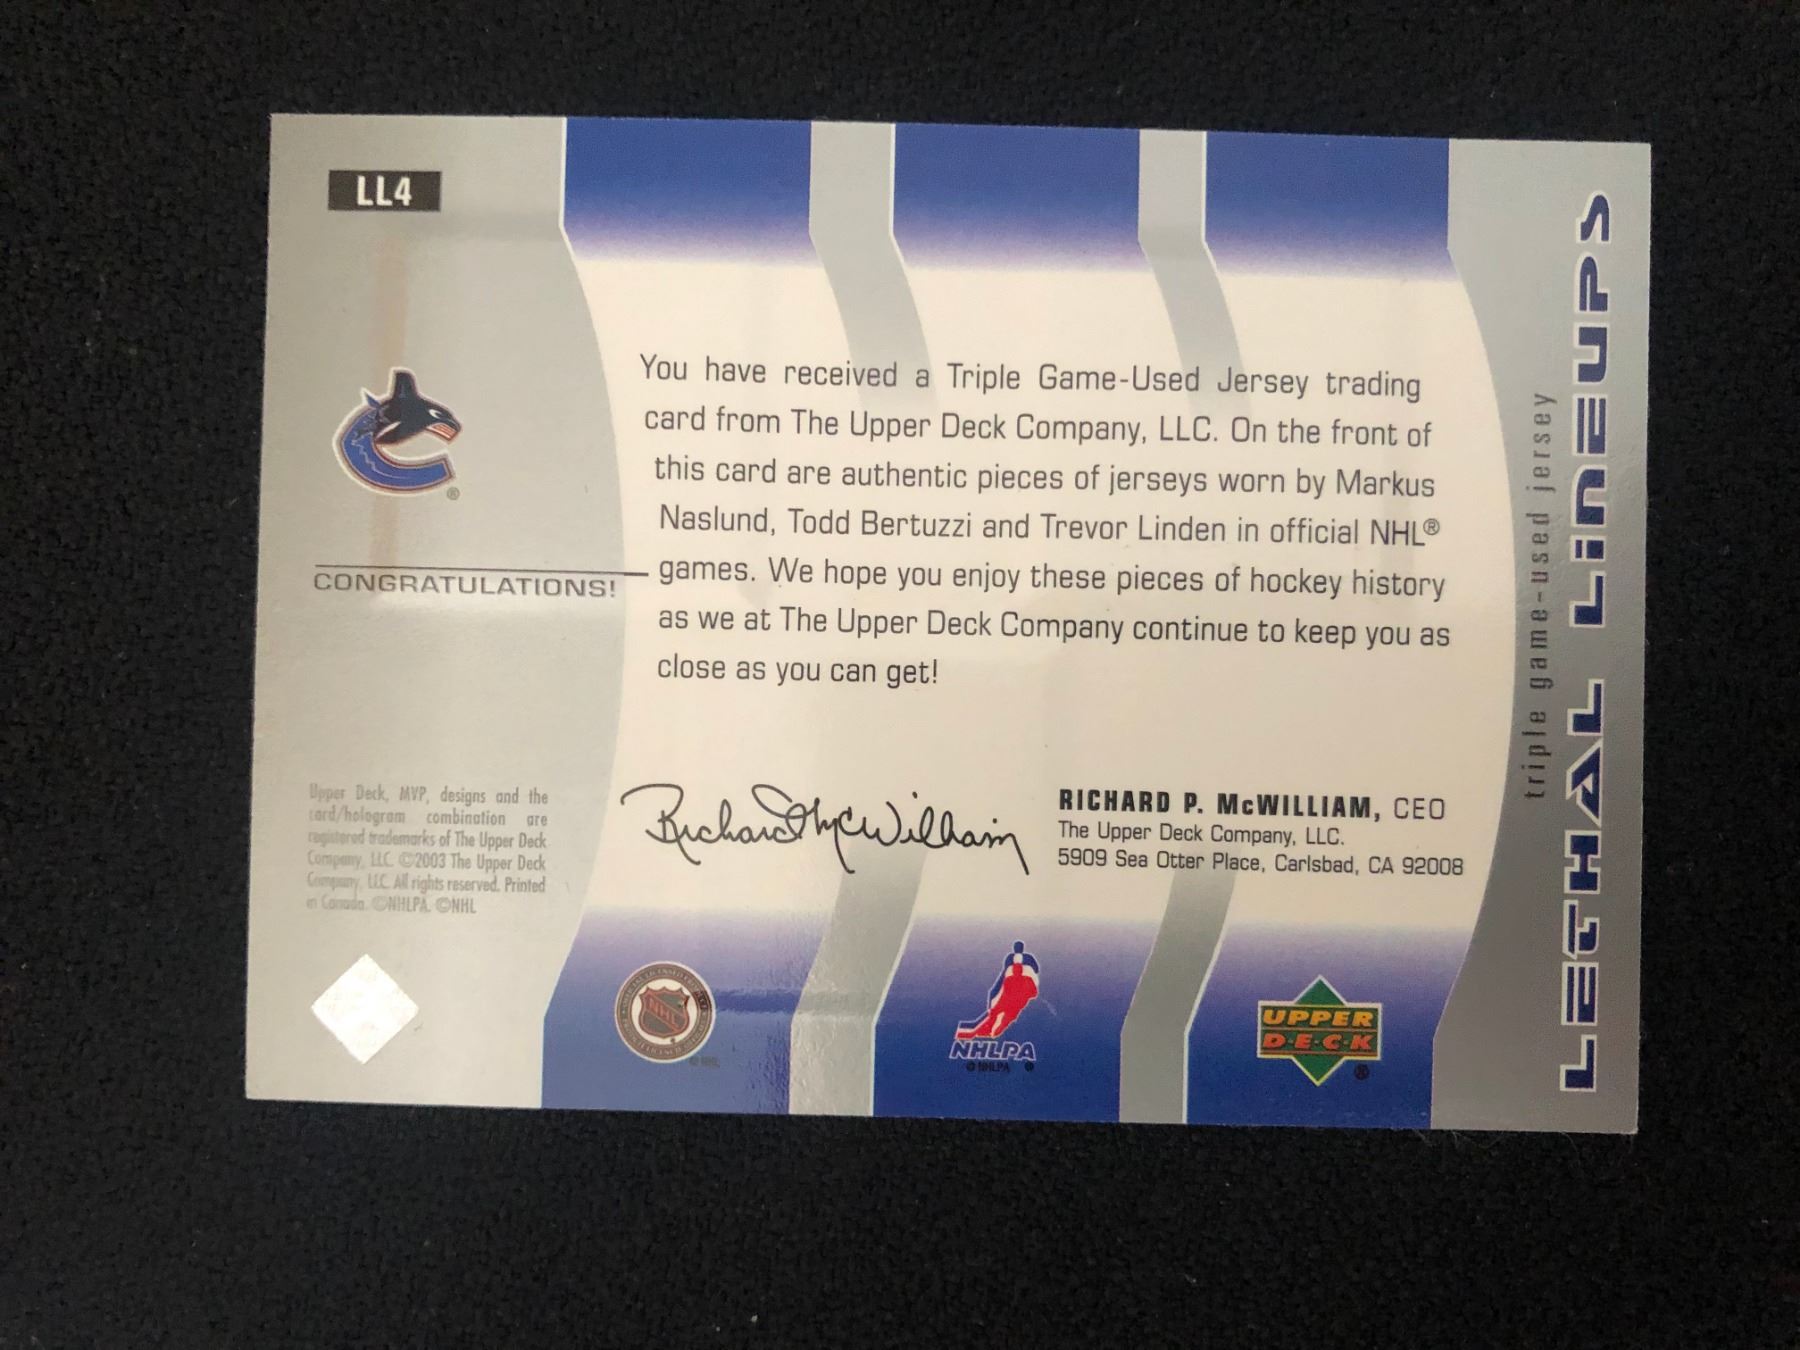 LL4
®
CONGRATULATIONS!
You have received a Triple Game-Used Jersey trading
card from The Upper Deck Company, LLC. On the front of
this card are authentic pieces of jerseys worn by Markus
Naslund, Todd Bertuzzi and Trevor Linden in official NHL®
games. We hope you enjoy these pieces of hockey history
as we at The Upper Deck Company continue to keep you as
close as you can get!
Richard McWilliam
RICHARD P. McWILLIAM, CEO
The Upper Deck Company, LLC.
5909 Sea Otter Place, Carlsbad, CA 92008
Upper Deck, MVP, designs and the
card/hologram combination are
registered trademarks of The Upper Deck
Company, LLC. ©2003 The Upper Deck
Company, LLC. All rights reserved. Printed
in Canada. ©NHLPA. ©NHL
NHL
© NHL
NHLPA
© NHLPA ®
UPPER
D·E·C·K
®
triple game-used jersey
LETHAL LiNEUPS